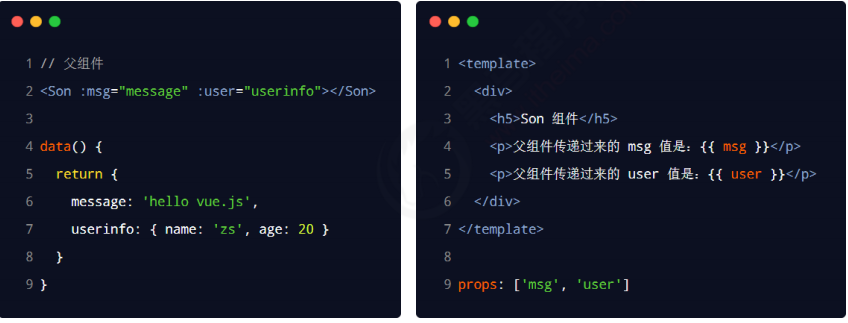 1 // 父组件
2 <Son :msg="message" :user="userinfo"></Son>
3
4 data() {
5   return {
6     message: 'hello vue.js',
7     userinfo: { name: 'zs', age: 20 }
8   }
9 }
1 <template>
2   <div>
3     <h5>Son 组件</h5>
4     <p>父组件传递过来的 msg 值是：{{ msg }}</p>
5     <p>父组件传递过来的 user 值是：{{ user }}</p>
6   </div>
7 </template>
8
9 props: ['msg', 'user']